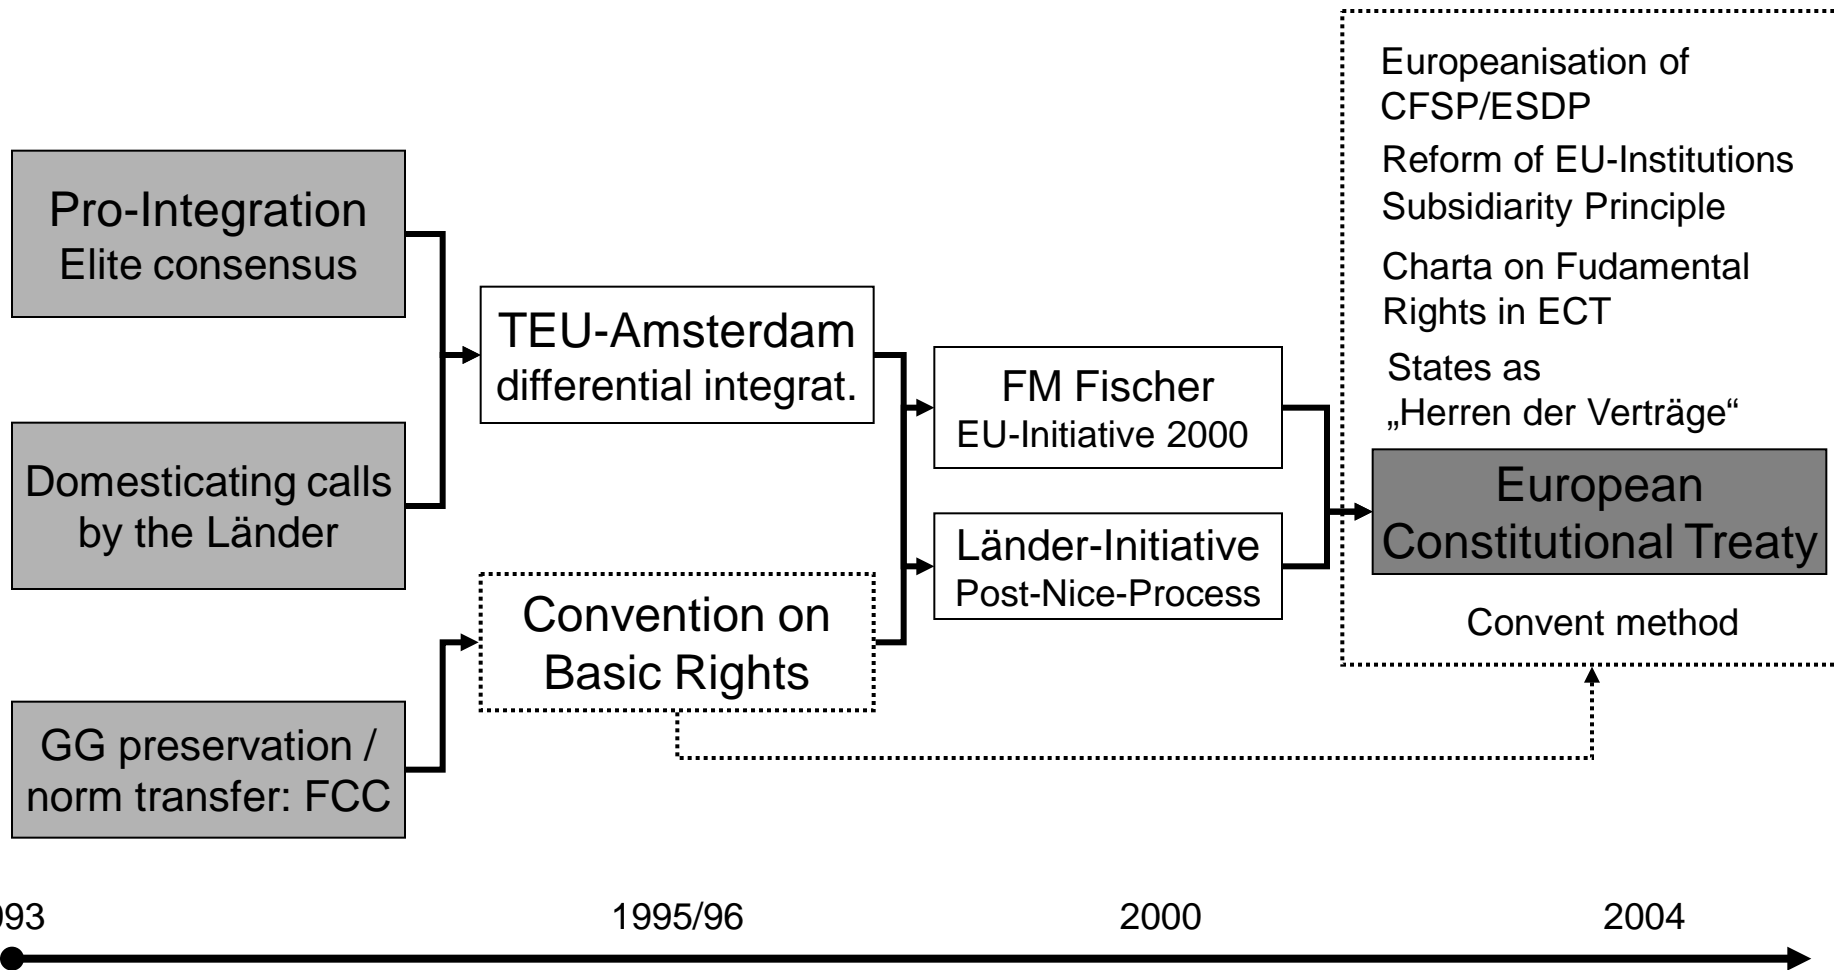 Pro-Integration
Elite consensus
Domesticating calls
by the Länder
GG preservation /
norm transfer: FCC
TEU-Amsterdam
differential integrat.
Convention on
Basic Rights
FM Fischer
EU-Initiative 2000
Länder-Initiative
Post-Nice-Process
Europeanisation of
CFSP/ESDP
Reform of EU-Institutions
Subsidiarity Principle
Charta on Fudamental
Rights in ECT
States as
„Herren der Verträge“
European
Constitutional Treaty
Convent method
993
1995/96
2000
2004